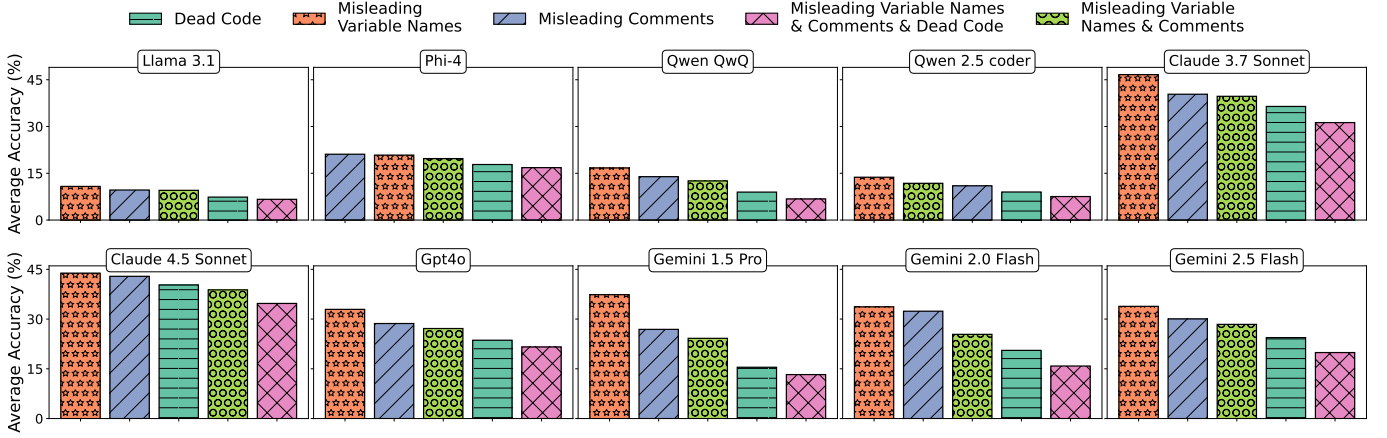 Dead Code
Misleading
Variable Names
Misleading Comments
Misleading Variable Names
& Comments & Dead Code
Misleading Variable
Names & Comments
Average Accuracy (%)
45
30
15
0
Llama 3.1
Phi-4
Qwen QwQ
Qwen 2.5 coder
Claude 3.7 Sonnet
Average Accuracy (%)
45
30
15
0
Claude 4.5 Sonnet
Gpt4o
Gemini 1.5 Pro
Gemini 2.0 Flash
Gemini 2.5 Flash